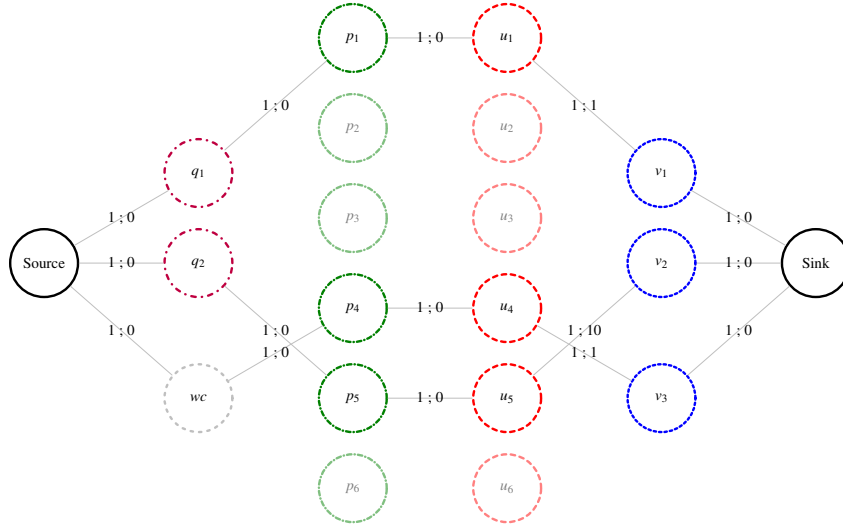 p1
1 ; 0
u1
1 ; 0
1 ; 1
p2
u2
q1
v1
1 ; 0
p3
u3
1 ; 0
Source
1 ; 0
q2
v2
1 ; 0
Sink
p4
1 ; 0
u4
1 ; 0
1 ; 0
1 ; 10
1 ; 0
1 ; 0
1 ; 1
wc
p5
1 ; 0
u5
v3
p6
u6